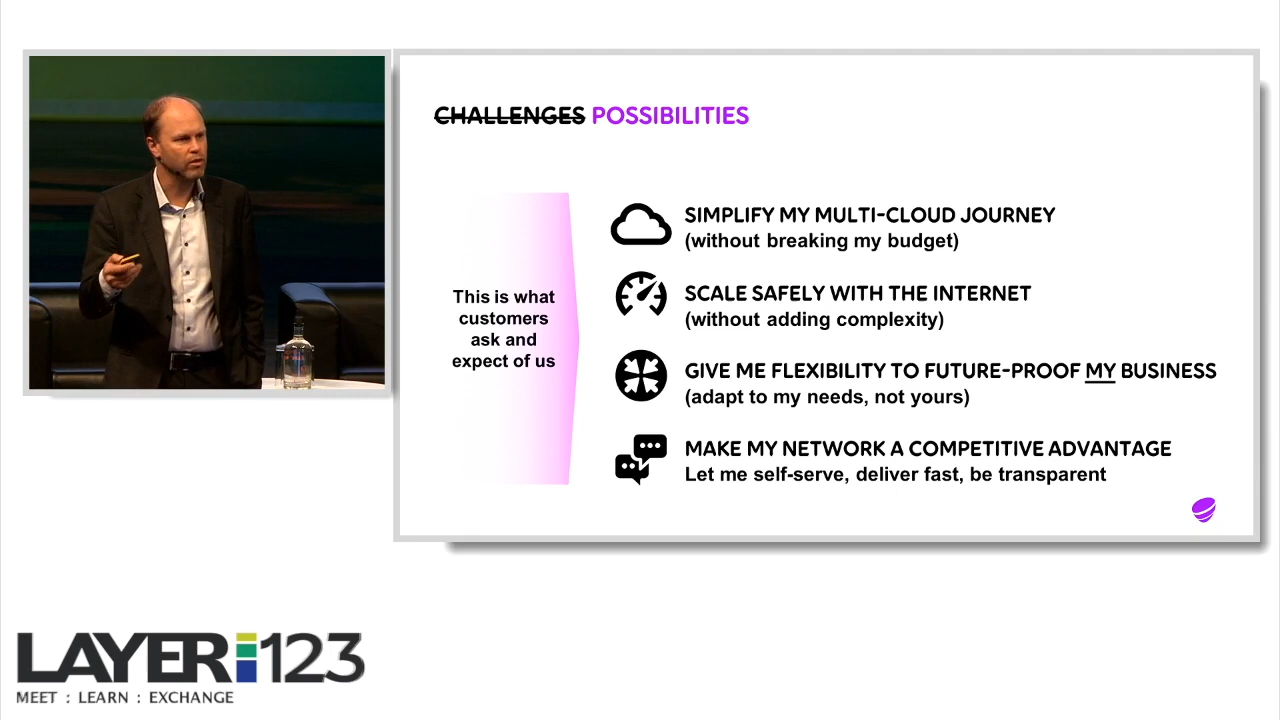 CHALLENGES POSSIBILITIES
This is what
customers
ask and
expect of us
SIMPLIFY MY MULTI-CLOUD JOURNEY
(without breaking my budget)
SCALE SAFELY WITH THE INTERNET
(without adding complexity)
GIVE ME FLEXIBILITY TO FUTURE-PROOF MY BUSINESS
(adapt to my needs, not yours)
MAKE MY NETWORK A COMPETITIVE ADVANTAGE
Let me self-serve, deliver fast, be transparent
LAYER 123
MEET : LEARN : EXCHANGE